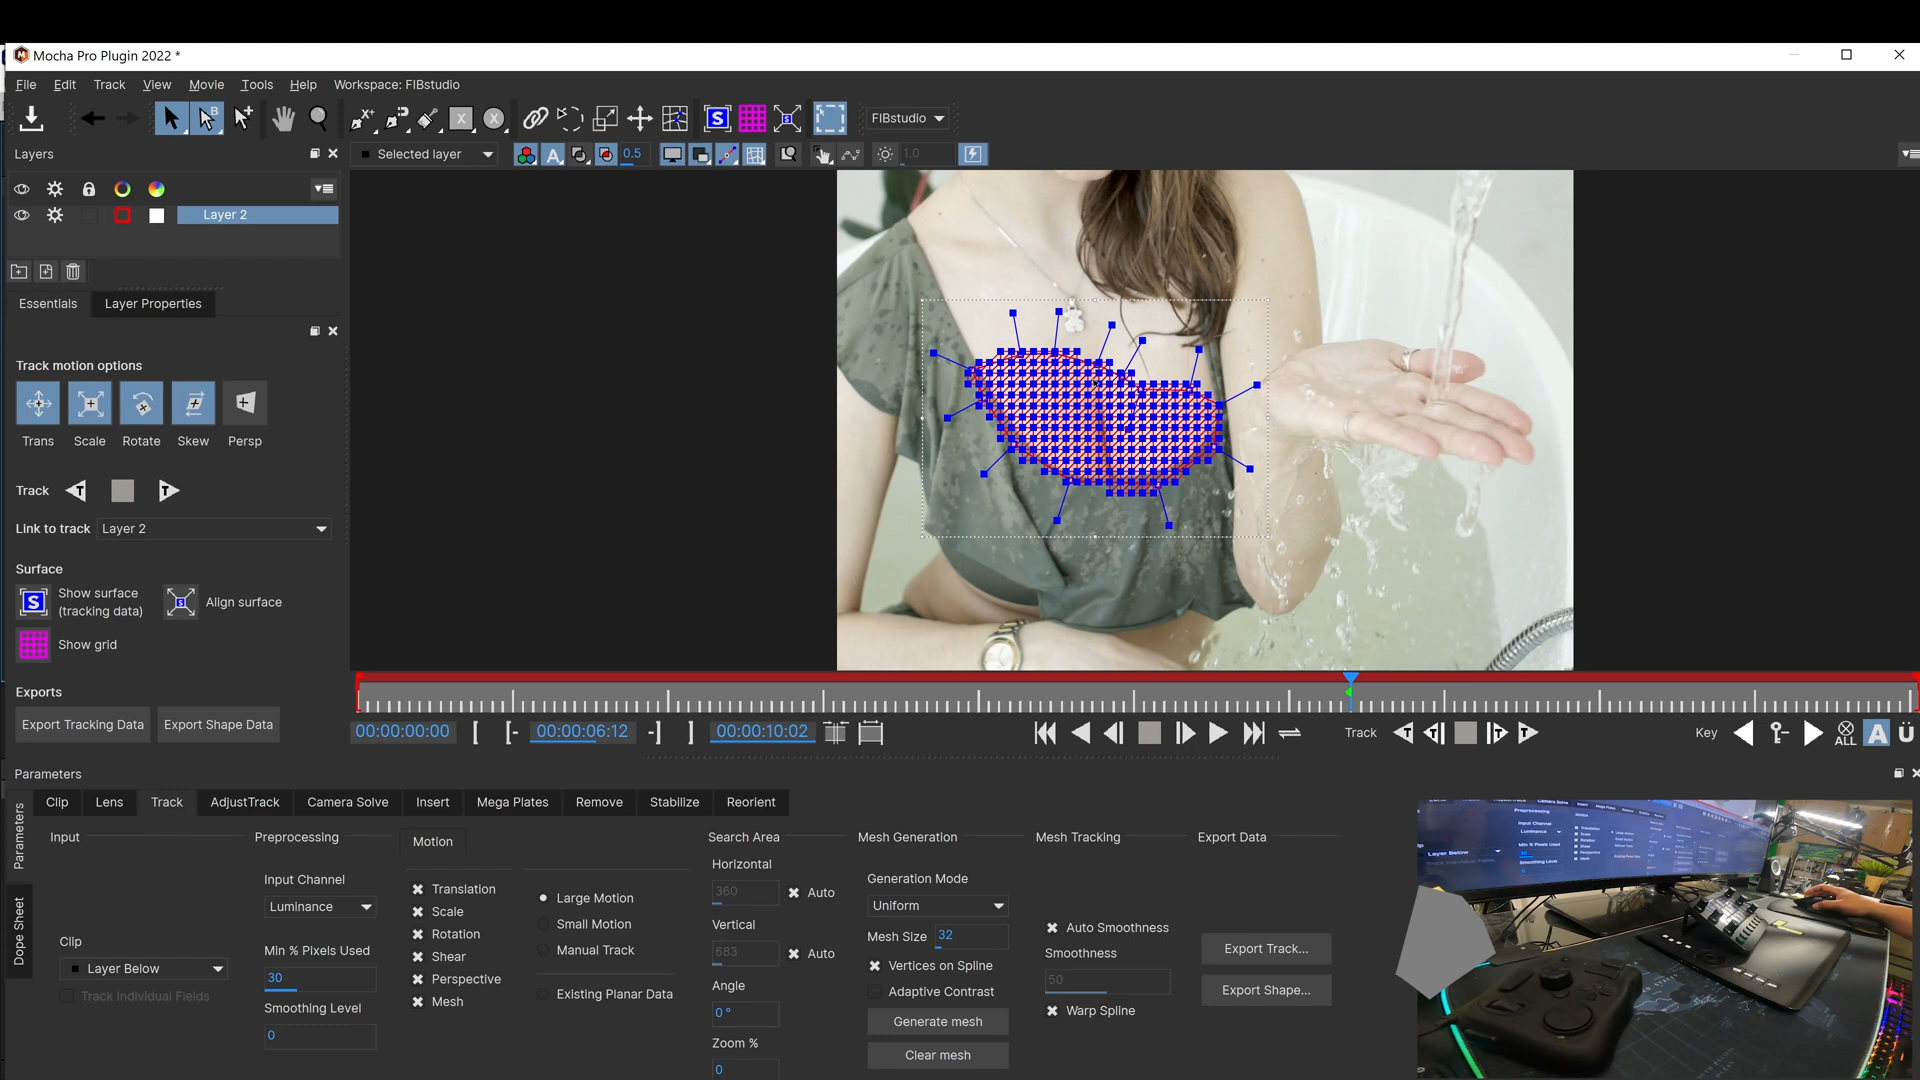 Mocha Pro Plugin 2022 *
File Edit Track View Movie Tools Help Workspace: FIBstudio
FIBstudio
Layers
Selected layer
A
0.5
1.0
Layer 2
Essentials
Layer Properties
Track motion options
Trans Scale Rotate Skew Persp
Track
Link to track Layer 2
Surface
Show surface
(tracking data)
Align surface
Show grid
Exports
Export Tracking Data
Export Shape Data
00:00:00:00
00:00:06:12
00:00:10:02
Track
Key
ALL
A
Ü
Parameters
Clip Lens Track AdjustTrack Camera Solve Insert Mega Plates Remove Stabilize Reorient
Parameters
Dope Sheet
Input
Clip
Layer Below
Track Individual Fields
Preprocessing
Input Channel
Luminance
Min % Pixels Used
30
Smoothing Level
0
Motion
Translation
Scale
Rotation
Shear
Perspective
Mesh
Large Motion
Small Motion
Manual Track
Existing Planar Data
Search Area
Horizontal
360
Auto
Vertical
683
Auto
Angle
0 °
Zoom %
0
Mesh Generation
Generation Mode
Uniform
Mesh Size 32
Vertices on Spline
Adaptive Contrast
Generate mesh
Clear mesh
Mesh Tracking
Auto Smoothness
Smoothness
50
Warp Spline
Export Data
Export Track...
Export Shape...